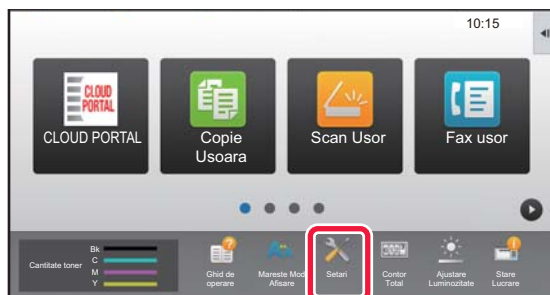 10:15
CLOUD
PORTAL
CLOUD PORTAL
Copie
Usoara
Scan Usor
Fax usor
Cantitate toner
Bk
C
M
Y
Ghid de
operare
Mareste Mod
Afisare
Setari
Contor
Total
Ajustare
Luminozitate
Stare
Lucrare